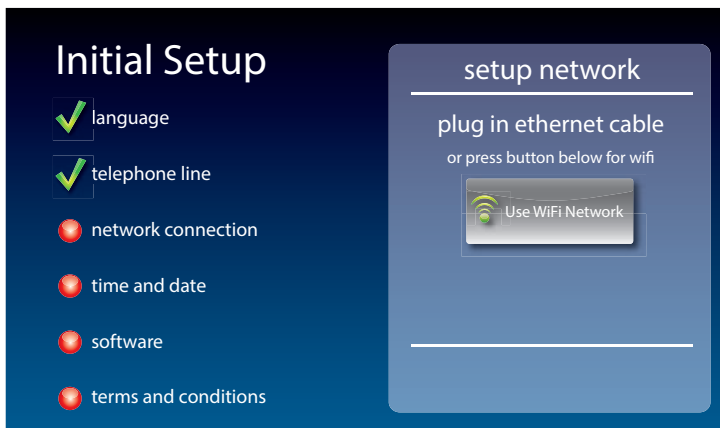 Initial Setup
language
telephone line
network connection
time and date
software
terms and conditions
setup network
plug in ethernet cable
or press button below for wifi
Use WiFi Network